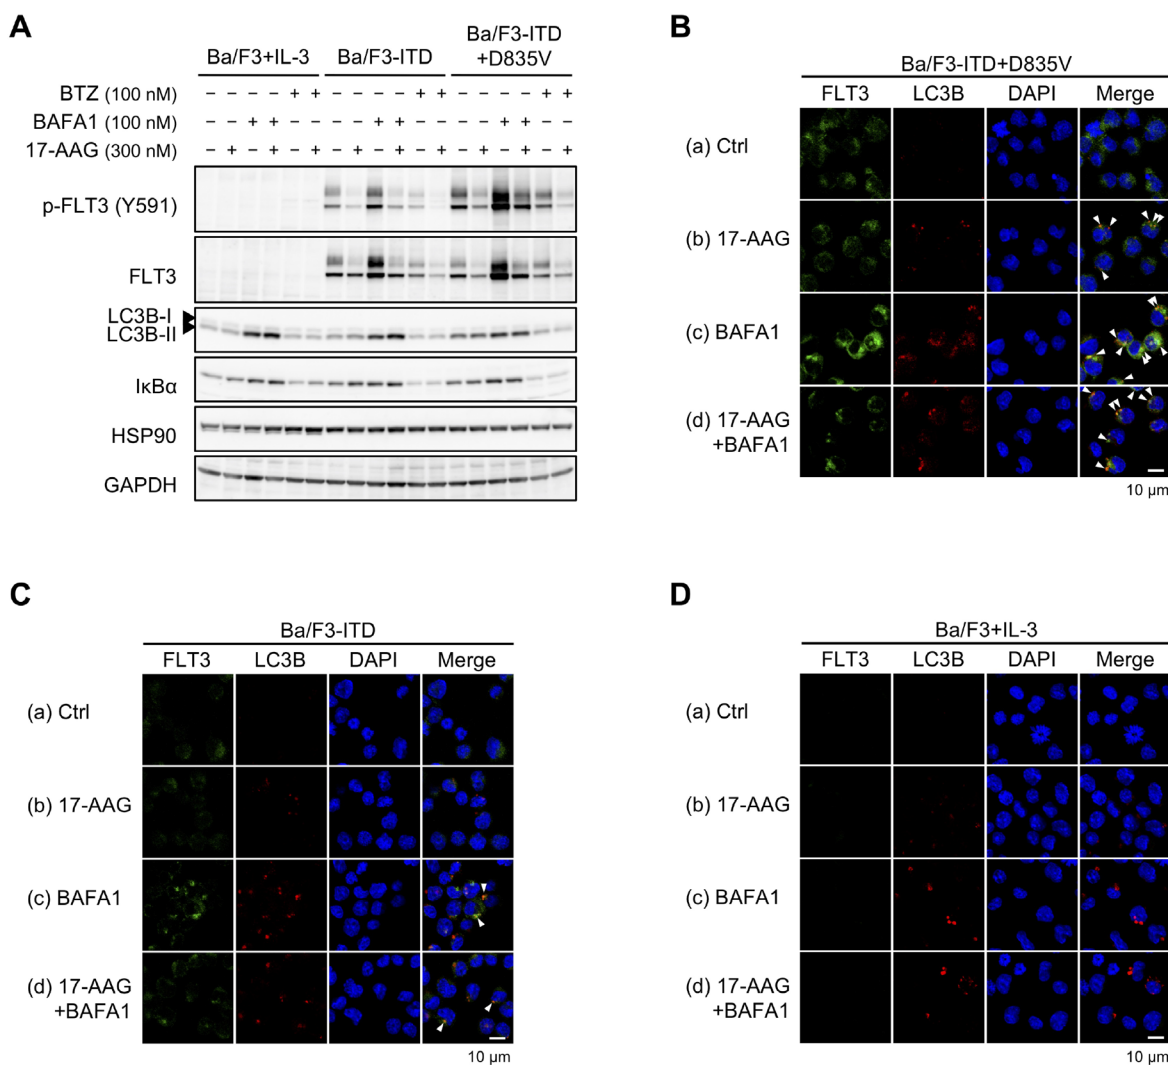 A
Ba/F3+IL-3 Ba/F3-ITD Ba/F3-ITD
+D835V
BTZ (100 nM) – – – – + + – – – – + + – – – – + +
BAFA1 (100 nM) – – + + – – – – + + – – – – + + – –
17-AAG (300 nM) – + – + – + – + – + – + – + – + – +
p-FLT3 (Y591)
FLT3
LC3B-I
LC3B-II
IκBα
HSP90
GAPDH
B
Ba/F3-ITD+D835V
FLT3 LC3B DAPI Merge
(a) Ctrl
(b) 17-AAG
(c) BAFA1
(d) 17-AAG
+BAFA1
10 µm
C
Ba/F3-ITD
FLT3 LC3B DAPI Merge
(a) Ctrl
(b) 17-AAG
(c) BAFA1
(d) 17-AAG
+BAFA1
10 µm
D
Ba/F3+IL-3
FLT3 LC3B DAPI Merge
(a) Ctrl
(b) 17-AAG
(c) BAFA1
(d) 17-AAG
+BAFA1
10 µm